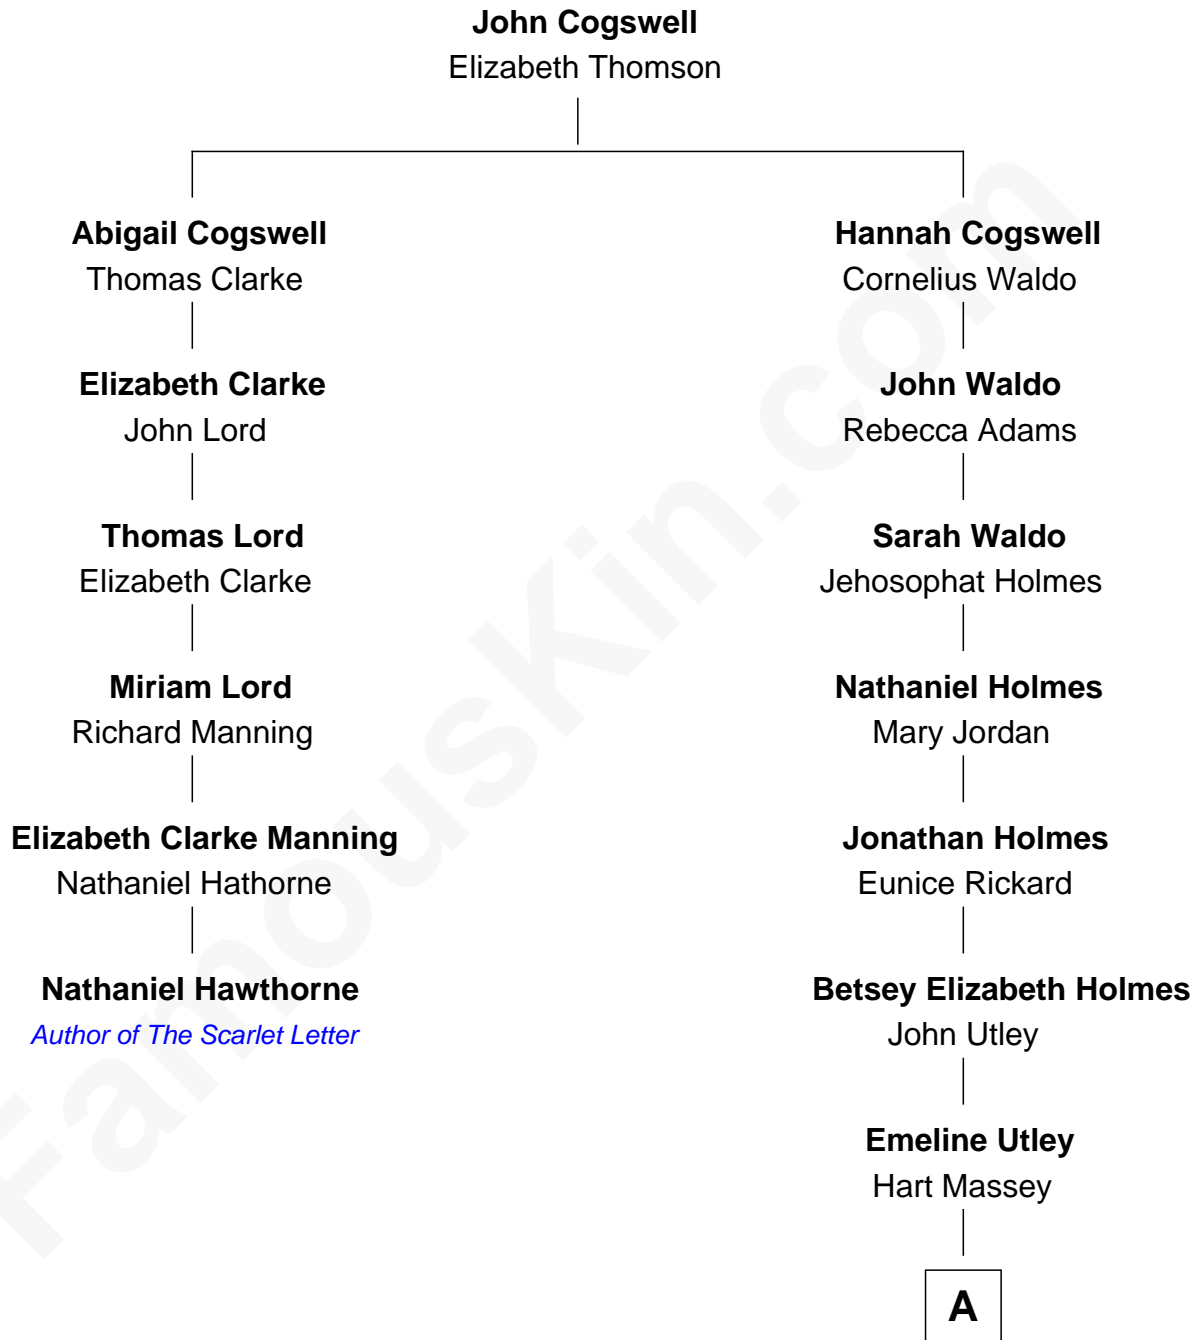 John Cogswell
Elizabeth Thomson
Abigail Cogswell
Thomas Clarke
Hannah Cogswell
Cornelius Waldo
Elizabeth Clarke
John Lord
John Waldo
Rebecca Adams
Thomas Lord
Elizabeth Clarke
Sarah Waldo
Jehosophat Holmes
Miriam Lord
Richard Manning
Nathaniel Holmes
Mary Jordan
Elizabeth Clarke Manning
Nathaniel Hathorne
Jonathan Holmes
Eunice Rickard
Nathaniel Hawthorne
Author of The Scarlet Letter
Betsey Elizabeth Holmes
John Utley
Emeline Utley
Hart Massey
A
FamousKin.com